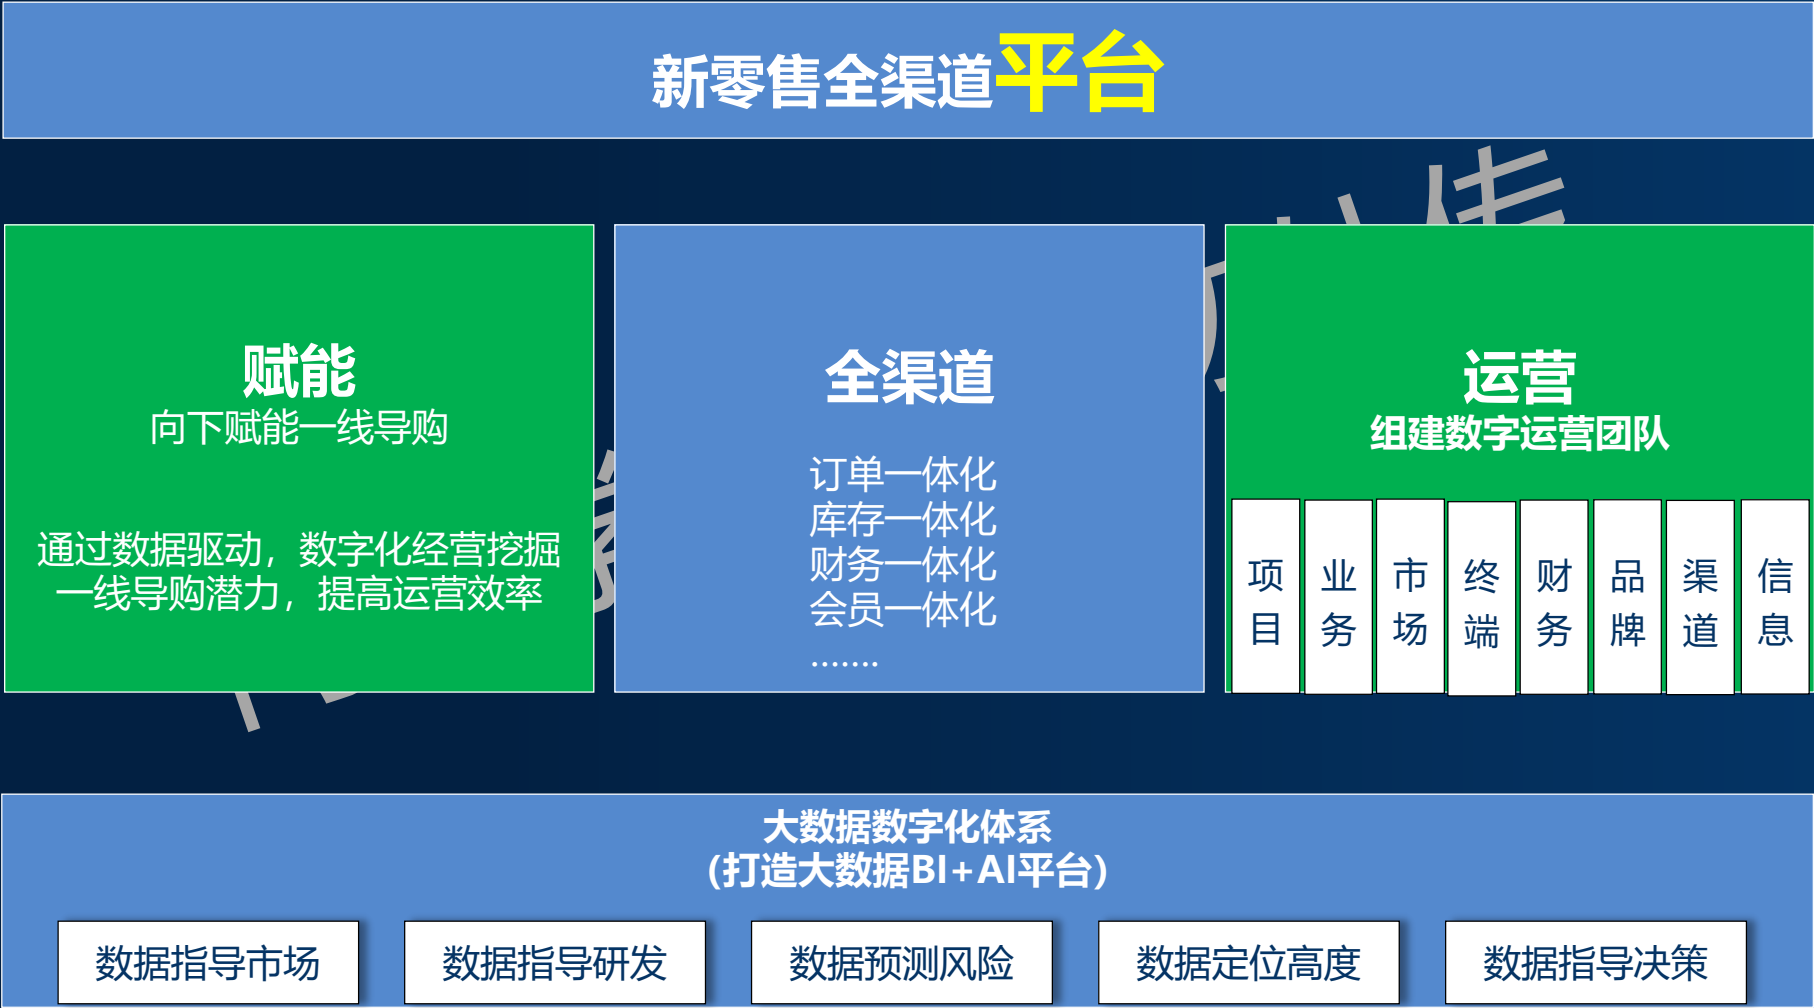 新零售全渠道平台
赋能
向下赋能一线导购
通过数据驱动，数字化经营挖掘
一线导购潜力，提高运营效率
全渠道
订单一体化
库存一体化
财务一体化
会员一体化
.......
运营
组建数字运营团队
项目
业务
市场
终端
财务
品牌
渠道
信息
大数据数字化体系
(打造大数据BI+AI平台)
数据指导市场
数据指导研发
数据预测风险
数据定位高度
数据指导决策